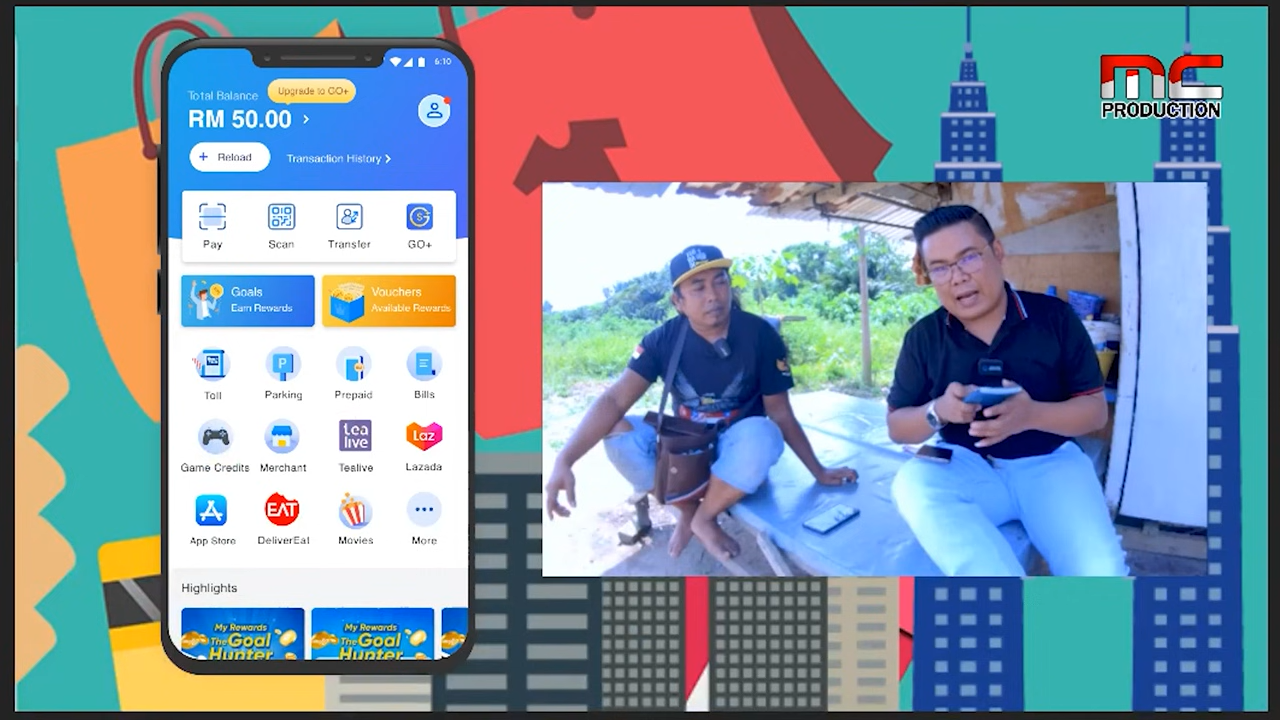 6:10
Total Balance
Upgrade to GO+
RM 50.00
+ Reload
Transaction History
Pay
Scan
Transfer
GO+
Goals
Earn Rewards
Vouchers
Available Rewards
Toll
Parking
Prepaid
Bills
Game Credits
Merchant
Tealive
Lazada
App Store
DeliverEat
Movies
More
P
tea
live
Laz
EAT
Highlights
My Rewards
The Goal
Hunter
My Rewards
The Goal
Hunter
MC
PRODUCTION